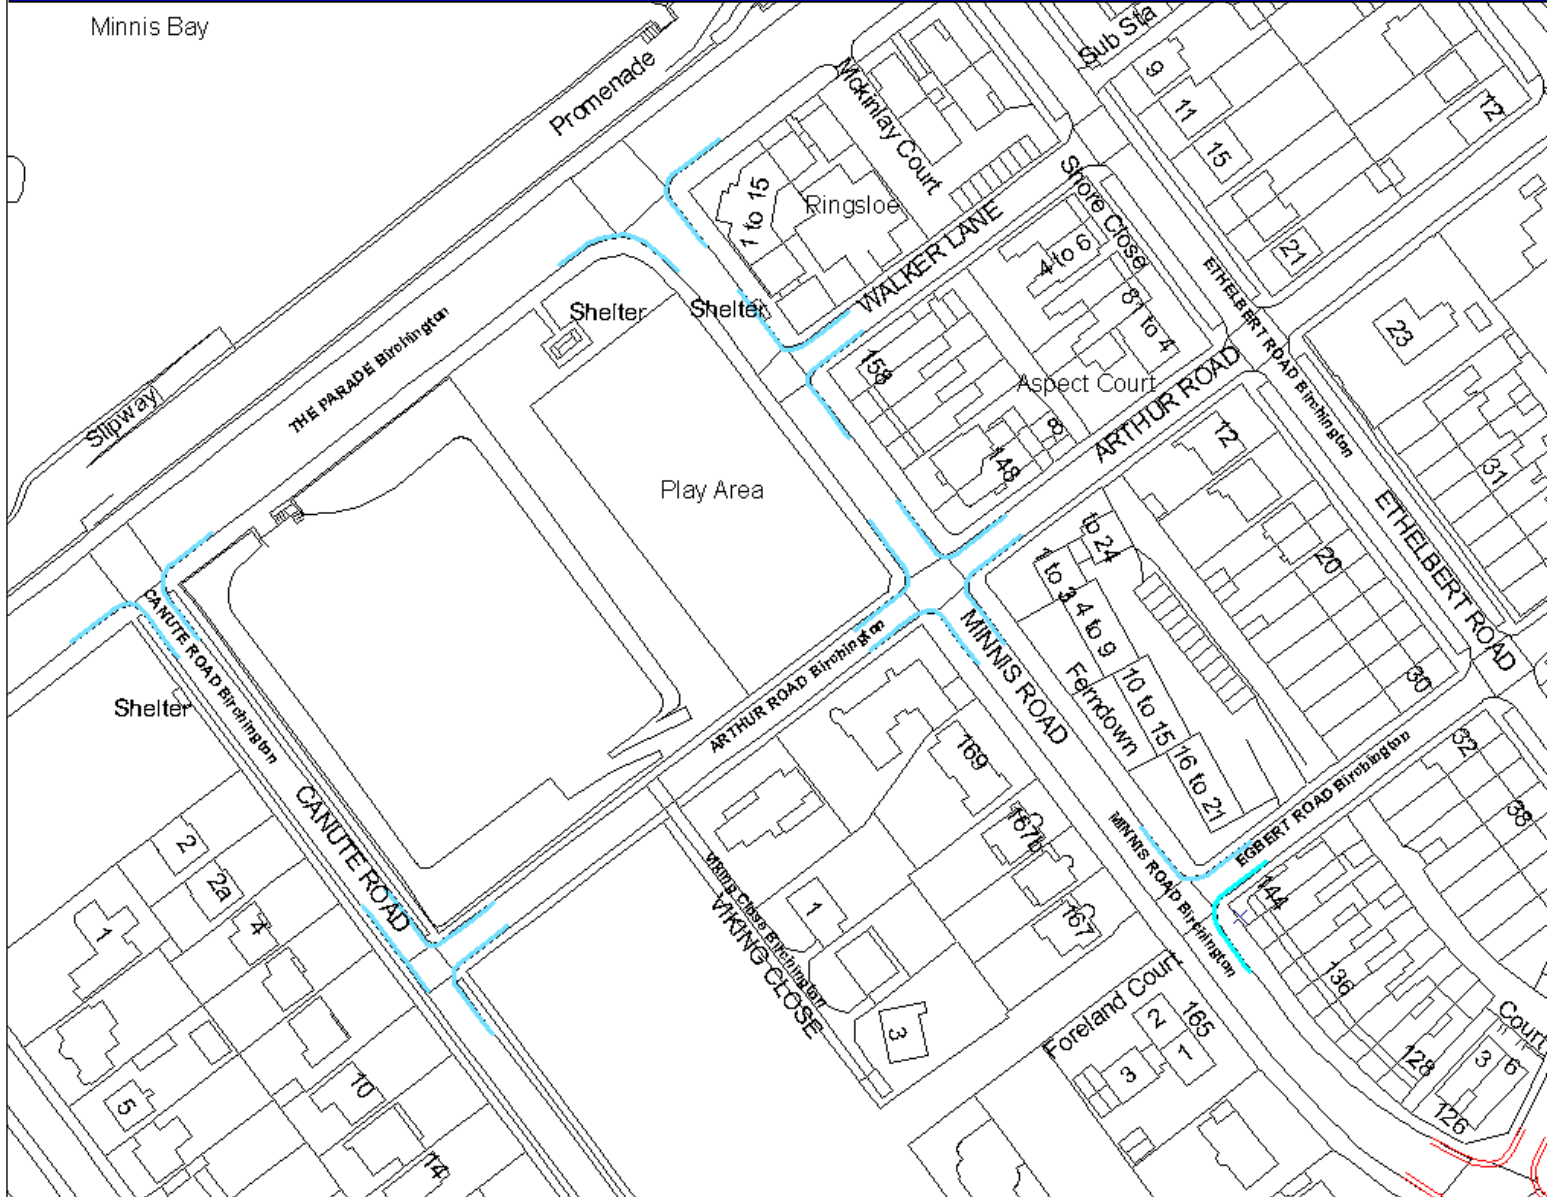 Minnis Bay
Promenade
Sub Sta
9
11
15
12
Mckinlay Court
Ringsloe
1 to 15
Shore Close
21
WALKER LANE
4 to 6
ETHELBERT ROAD Birchington
Shelter
Shelter
81 to 4
23
THE PARADE Birchington
158
Aspect Court
ARTHUR ROAD
Slipway
8
148
12
31
Play Area
ETHELBERT ROAD
to 24
1 to 3
4 to 9
20
CANUTE ROAD Birchington
MINNIS ROAD
ARTHUR ROAD Birchington
Ferndown
10 to 15
30
Shelter
169
16 to 21
32
EGBERT ROAD Birchington
38
CANUTE ROAD
167b
MINNIS ROAD Birchington
2
2a
4
1
Viking Close Birchington
VIKING CLOSE
1
167
144
136
3
Foreland Court
2
165
1
3
Court
128
3
6
126
5
10
14